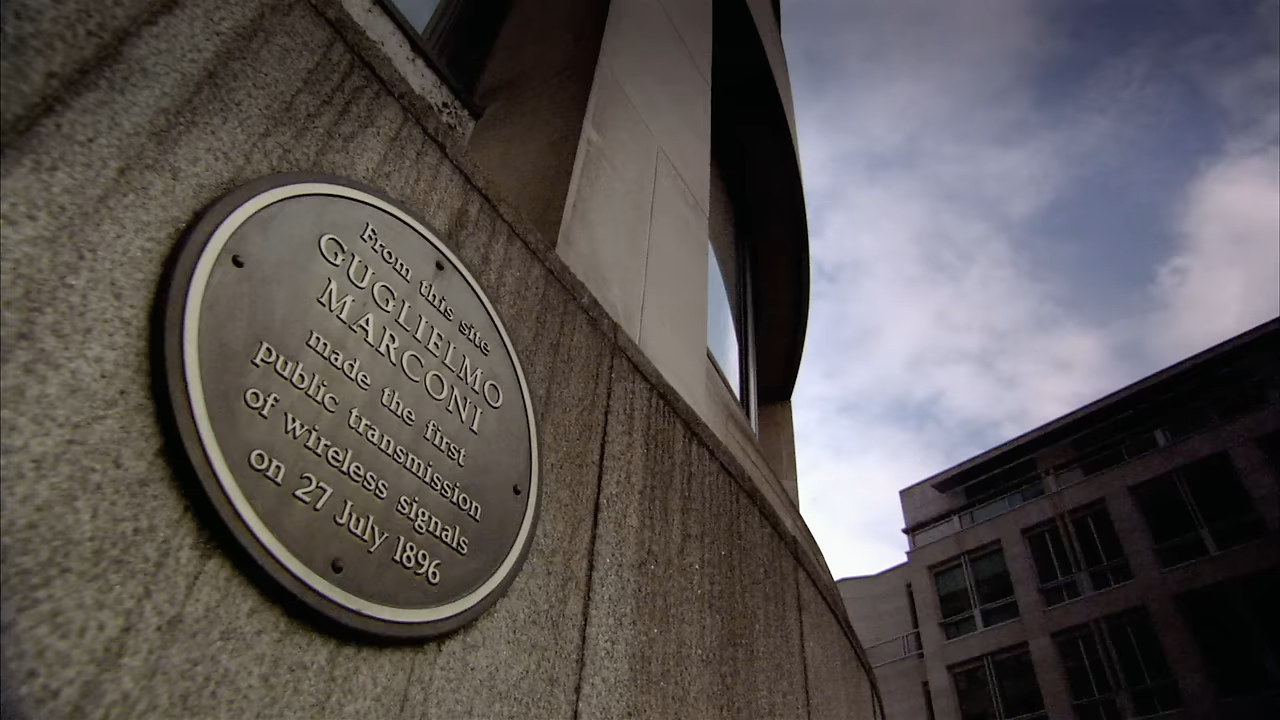 From this site
GUGLIELMO
MARCONI
made the first
public transmission
of wireless signals
on 27 July 1896